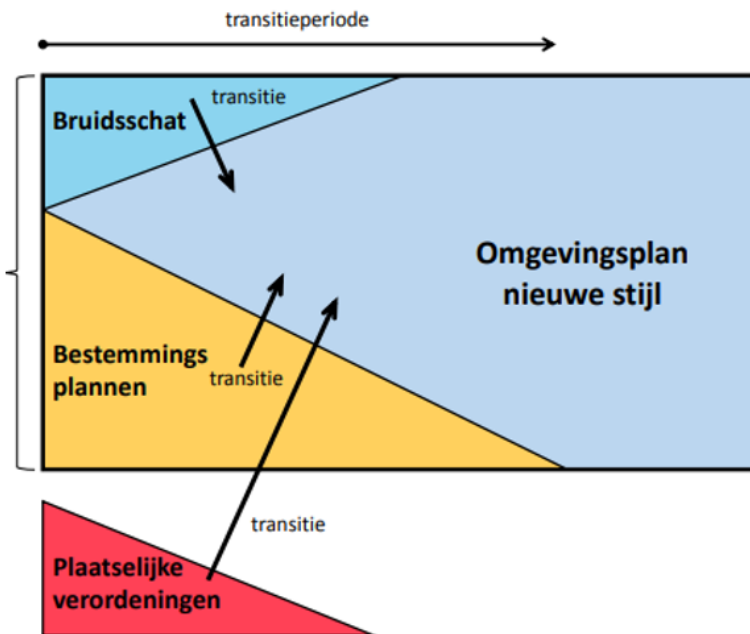 transitieperiode
transitie
Bruidsschat
Omgevingsplan
nieuwe stijl
Bestemmings
plannen
transitie
transitie
Plaatselijke
verordeningen